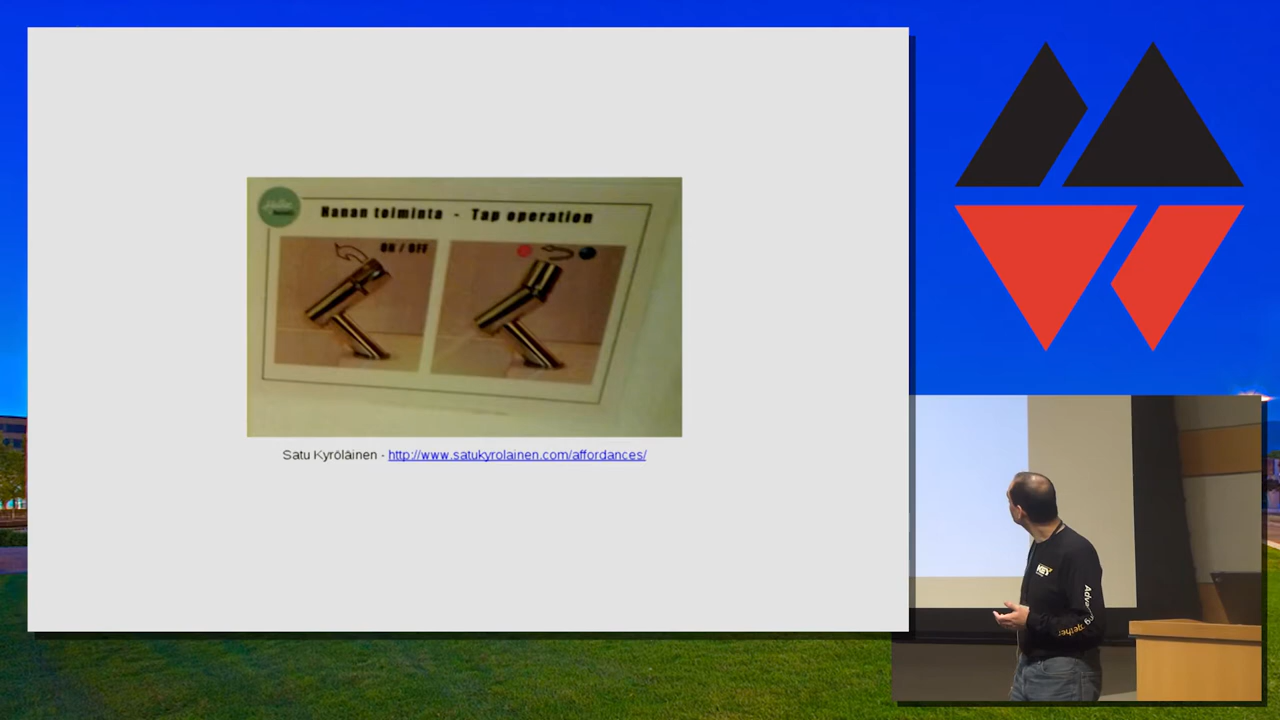 Hanan toiminta - Tap operation
ON / OFF
Satu Kyröläinen - http://www.satukyrolainen.com/affordances/